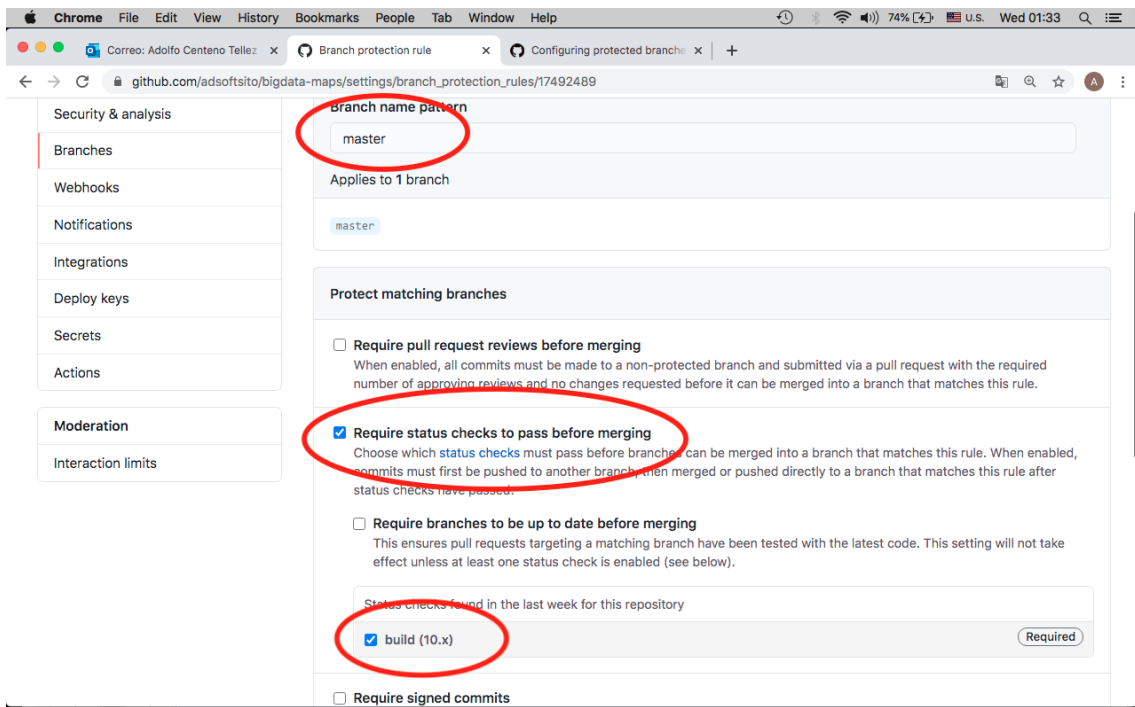 Chrome File Edit View History Bookmarks People Tab Window Help 74% U.S. Wed 01:33
Correo: Adolfo Centeno Tellez Branch protection rule Configuring protected branche
github.com/adsoftsito/bigdata-maps/settings/branch_protection_rules/17492489 A
Security & analysis
Branches
Webhooks
Notifications
Integrations
Deploy keys
Secrets
Actions
Moderation
Interaction limits
Branch name pattern
master
Applies to 1 branch
master
Protect matching branches
Require pull request reviews before merging
When enabled, all commits must be made to a non-protected branch and submitted via a pull request with the required
number of approving reviews and no changes requested before it can be merged into a branch that matches this rule.
Require status checks to pass before merging
Choose which status checks must pass before branches can be merged into a branch that matches this rule. When enabled,
commits must first be pushed to another branch, then merged or pushed directly to a branch that matches this rule after
status checks have passed.
Require branches to be up to date before merging
This ensures pull requests targeting a matching branch have been tested with the latest code. This setting will not take
effect unless at least one status check is enabled (see below).
Status checks found in the last week for this repository
build (10.x) Required
Require signed commits